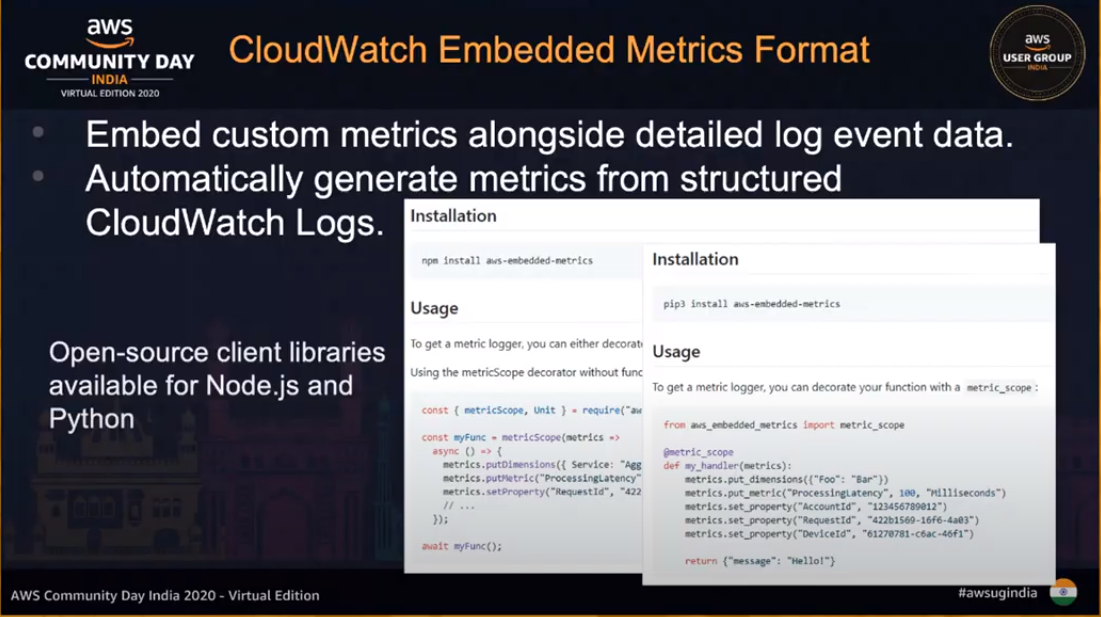 aws
COMMUNITY DAY
INDIA
VIRTUAL EDITION 2020
CloudWatch Embedded Metrics Format
aws
USER GROUP
INDIA
Embed custom metrics alongside detailed log event data.
Automatically generate metrics from structured
CloudWatch Logs.
Open-source client libraries
available for Node.js and
Python
Installation
npm install aws-embedded-metrics
Usage
To get a metric logger, you can either decorat
Using the metricScope decorator without func
const { metricScope, Unit } = require("aw
const myFunc = metricScope(metrics =>
async () => {
metrics.putDimensions({ Service: "Agg
metrics.putMetric("ProcessingLatency"
metrics.setProperty("RequestId", "422
// ...
});
await myFunc();
Installation
pip3 install aws-embedded-metrics
Usage
To get a metric logger, you can decorate your function with a metric_scope :
from aws_embedded_metrics import metric_scope
@metric_scope
def my_handler(metrics):
metrics.put_dimensions({"Foo": "Bar"})
metrics.put_metric("ProcessingLatency", 100, "Milliseconds")
metrics.set_property("AccountId", "123456789012")
metrics.set_property("RequestId", "422b1569-16f6-4a03")
metrics.set_property("DeviceId", "61270781-c6ac-46f1")
return {"message": "Hello!"}
AWS Community Day India 2020 - Virtual Edition
#awsugindia